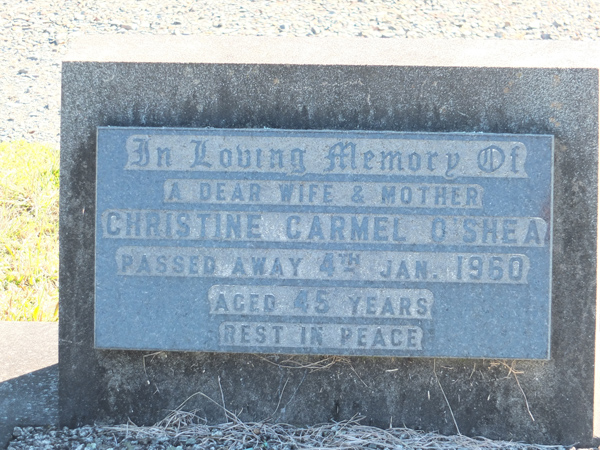 In Loving Memory Of
A DEAR WIFE & MOTHER
CHRISTINE CARMEL O'SHEA
PASSED AWAY 4TH JAN. 1960
AGED 45 YEARS
REST IN PEACE